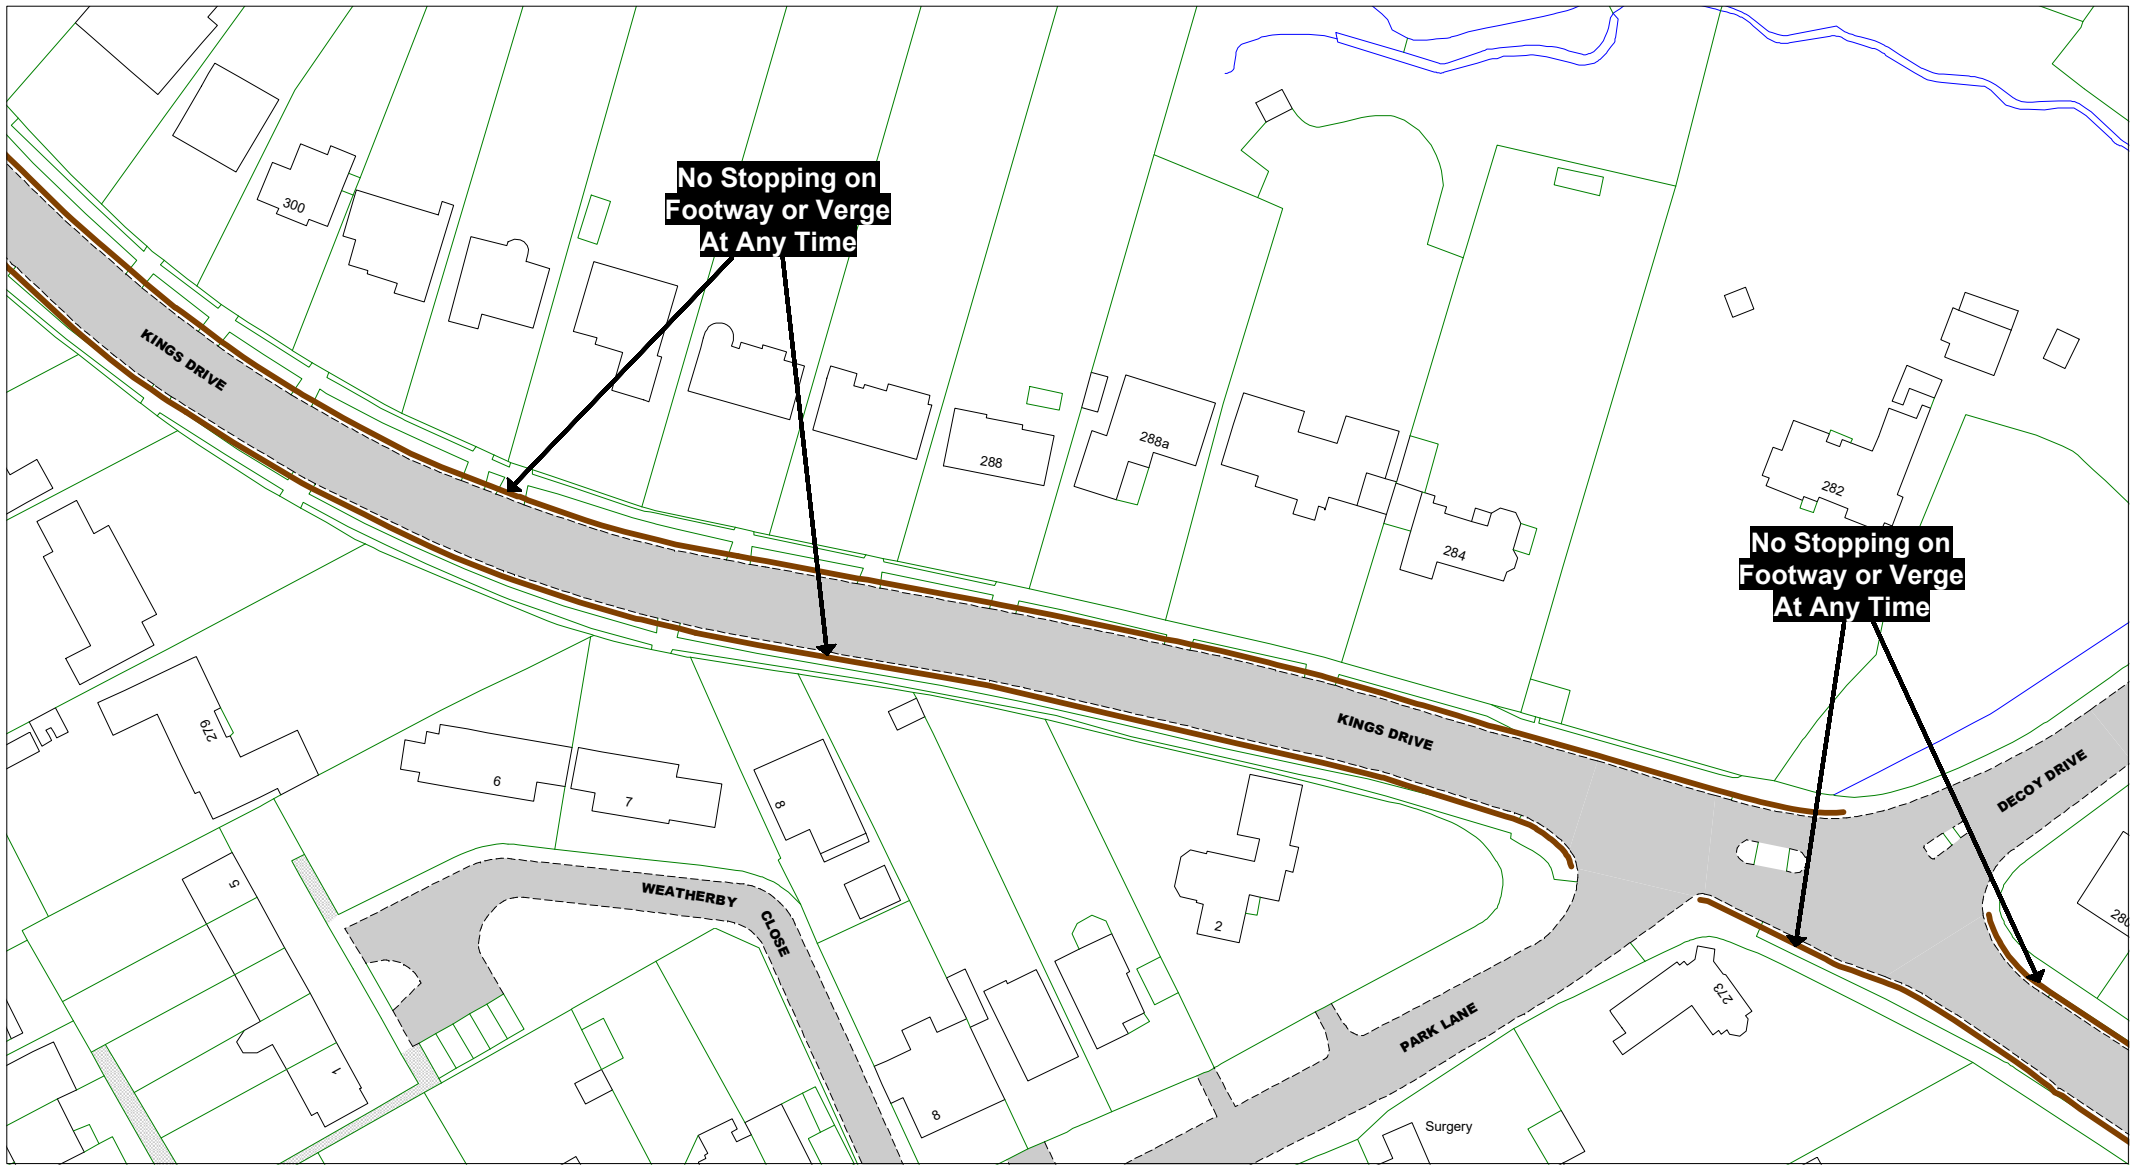 No Stopping on
Footway or Verge
At Any Time
300
KINGS DRIVE
288a
288
282
284
No Stopping on
Footway or Verge
At Any Time
279
KINGS DRIVE
DECOY DRIVE
6
7
8
5
WEATHERBY
CLOSE
2
280
273
PARK LANE
1
8
Surgery